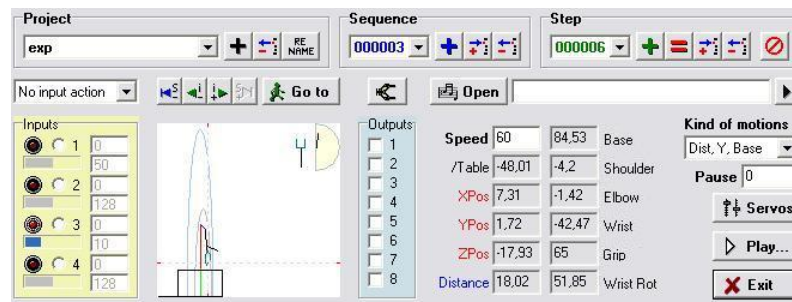 Project Sequence Step
exp RE NAME 000003 000006
No input action S i i S Go to Open
Inputs Outputs Kind of motions
1 0 1 Speed 60 84,53 Base Dist, Y, Base
50 2 /Table -48,01 -4,2 Shoulder Pause 0
2 0 3 XPos 7,31 -1,42 Elbow
128 4 YPos 1,72 -42,47 Wrist Servos
3 0 5 ZPos -17,93 65 Grip Play...
10 6 Distance 18,02 51,85 Wrist Rot Exit
4 0 7
128 8